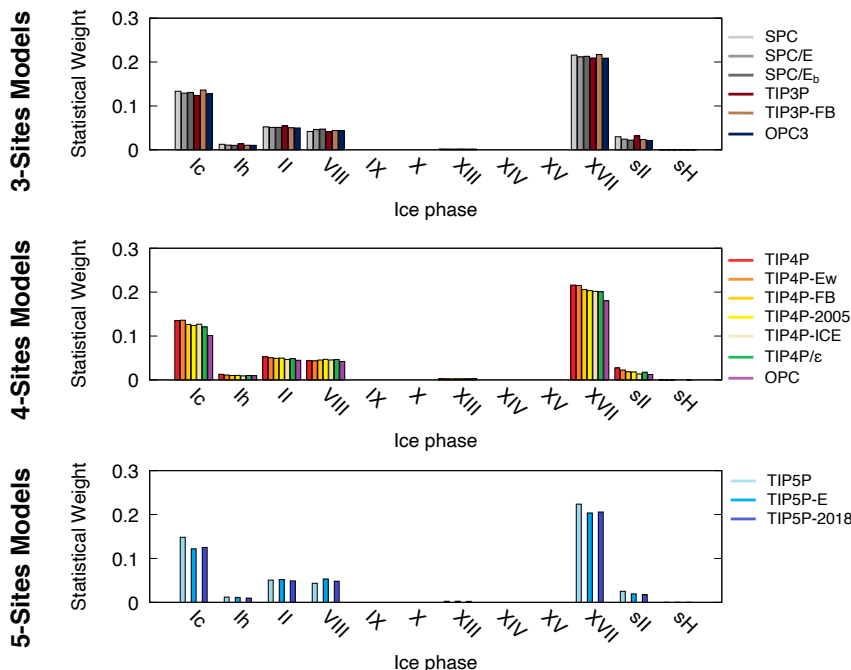 3-Sites Models
Statistical Weight
0.3
0.2
0.1
0
Ic
Ih
II
VIII
IX
X
XIII
XIV
XV
XVII
sII
sH
Ice phase
SPC
SPC/E
SPC/Eb
TIP3P
TIP3P-FB
OPC3
4-Sites Models
Statistical Weight
0.3
0.2
0.1
0
Ic
Ih
II
VIII
IX
X
XIII
XIV
XV
XVII
sII
sH
Ice phase
TIP4P
TIP4P-Ew
TIP4P-FB
TIP4P-2005
TIP4P-ICE
TIP4P/ε
OPC
5-Sites Models
Statistical Weight
0.3
0.2
0.1
0
Ic
Ih
II
VIII
IX
X
XIII
XIV
XV
XVII
sII
sH
Ice phase
TIP5P
TIP5P-E
TIP5P-2018